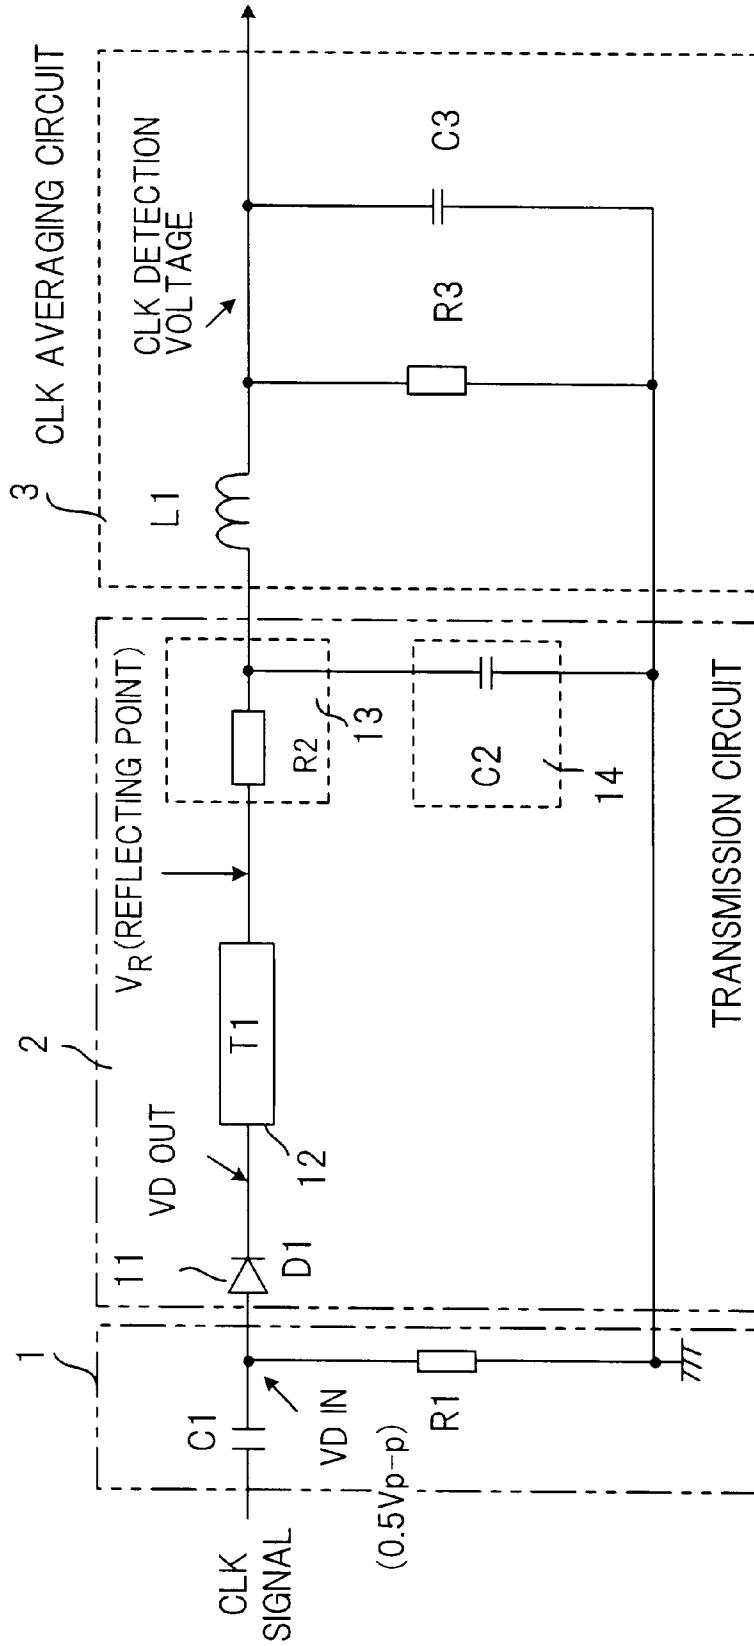 CLK
SIGNAL
1
C1
VD IN
(0.5Vp-p)
R1
2
11
D1
VD OUT
T1
12
VR(REFLECTING POINT)
R2
13
C2
14
TRANSMISSION CIRCUIT
3
CLK AVERAGING CIRCUIT
L1
CLK DETECTION
VOLTAGE
R3
C3